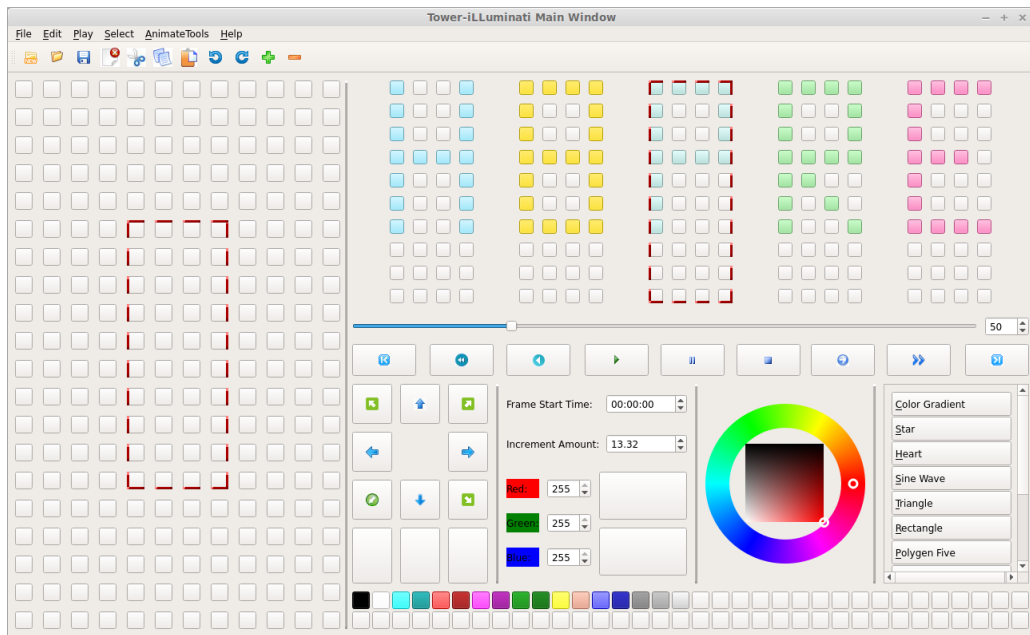 Tower-iLLuminati Main Window
File Edit Play Select AnimateTools Help
50
Frame Start Time: 00:00:00
Increment Amount: 13.32
Red: 255
Green: 255
Blue: 255
Color Gradient
Star
Heart
Sine Wave
Triangle
Rectangle
Polygen Five